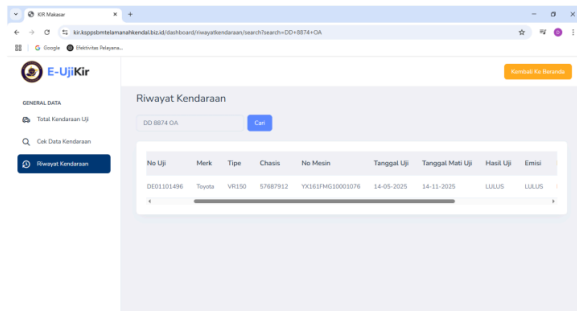 KIR Makasar
kir.ksppsbmtelamanahkendal.biz.id/dashboard/riwayatkendaraan/search?search=DD+8874+OA
Google
Efektivitas Pelayana...
E-UjiKir
Kembali Ke Beranda
GENERAL DATA
Total Kendaraan Uji
Cek Data Kendaraan
Riwayat Kendaraan
Riwayat Kendaraan
DD 8874 OA
Cari
No Uji Merk Tipe Chasis No Mesin Tanggal Uji Tanggal Mati Uji Hasil Uji Emisi
DE01101496 Toyota VR150 57687912 YX161FMG10001076 14-05-2025 14-11-2025 LULUS LULUS